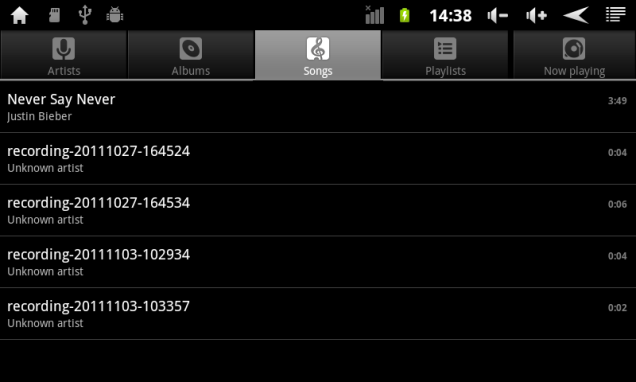 14:38
Artists Albums Songs Playlists Now playing
Never Say Never 3:49
Justin Bieber
recording-20111027-164524 0:04
Unknown artist
recording-20111027-164534 0:06
Unknown artist
recording-20111103-102934 0:04
Unknown artist
recording-20111103-103357 0:02
Unknown artist